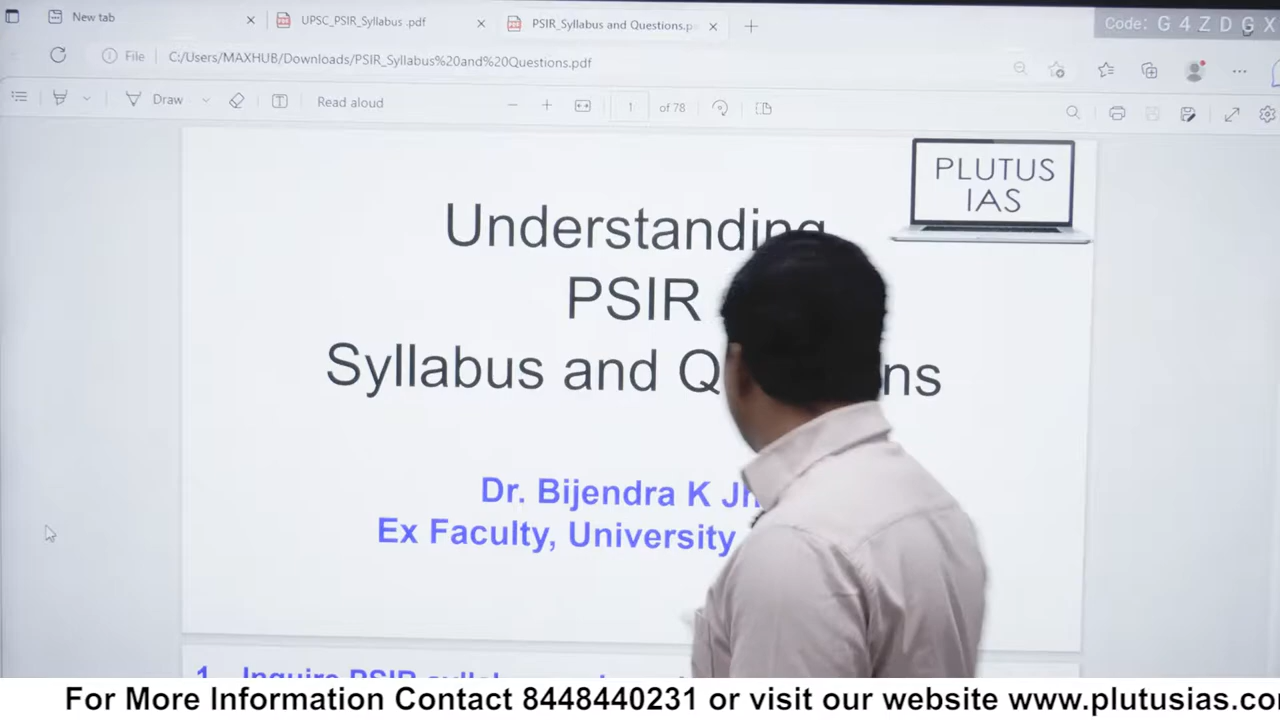 New tab
UPSC_PSIR_Syllabus .pdf
PSIR_Syllabus and Questions.p
Code: G 4 Z D G X
File
C:/Users/MAXHUB/Downloads/PSIR_Syllabus%20and%20Questions.pdf
Draw
Read aloud
1 of 78
PLUTUS
IAS
Understanding
PSIR
Syllabus and Q ns
Dr. Bijendra K
Ex Faculty, University
1.
For More Information Contact 8448440231 or visit our website www.plutusias.co